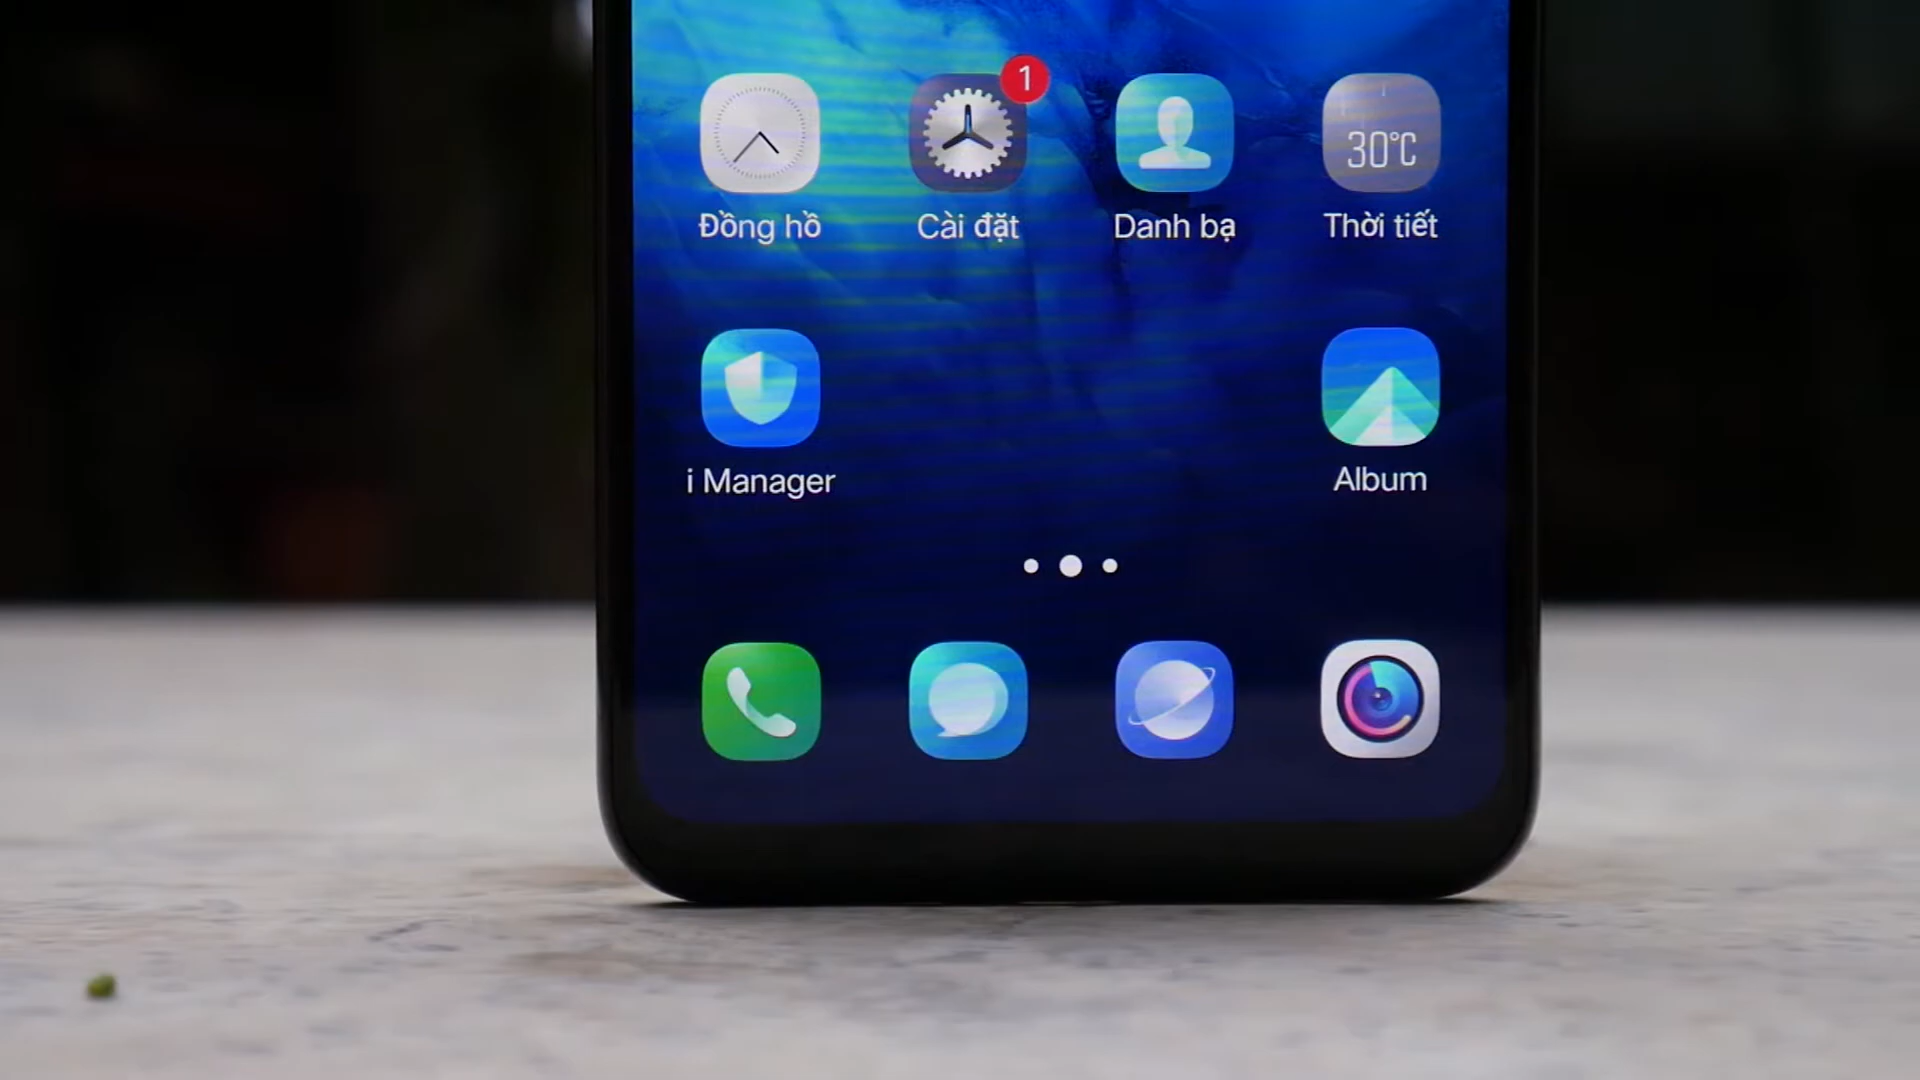 1
30°C
Đồng hồ
Cài đặt
Danh bạ
Thời tiết
i Manager
Album